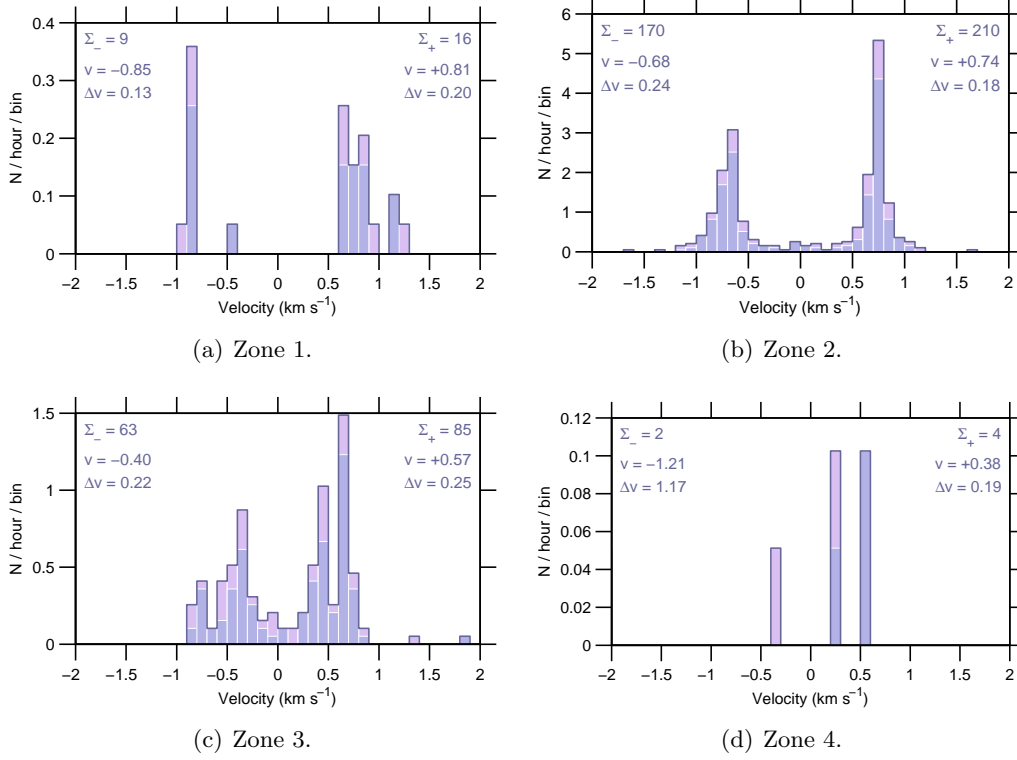 0.4
0.3
0.2
0.1
0
N / hour / bin
Σ₋ = 9
v = −0.85
Δv = 0.13
Σ₊ = 16
v = +0.81
Δv = 0.20
−2 −1.5 −1 −0.5 0 0.5 1 1.5 2
Velocity (km s⁻¹)
(a) Zone 1.
6
5
4
3
2
1
0
N / hour / bin
Σ₋ = 170
v = −0.68
Δv = 0.24
Σ₊ = 210
v = +0.74
Δv = 0.18
−2 −1.5 −1 −0.5 0 0.5 1 1.5 2
Velocity (km s⁻¹)
(b) Zone 2.
1.5
1
0.5
0
N / hour / bin
Σ₋ = 63
v = −0.40
Δv = 0.22
Σ₊ = 85
v = +0.57
Δv = 0.25
−2 −1.5 −1 −0.5 0 0.5 1 1.5 2
Velocity (km s⁻¹)
(c) Zone 3.
0.12
0.1
0.08
0.06
0.04
0.02
0
N / hour / bin
Σ₋ = 2
v = −1.21
Δv = 1.17
Σ₊ = 4
v = +0.38
Δv = 0.19
−2 −1.5 −1 −0.5 0 0.5 1 1.5 2
Velocity (km s⁻¹)
(d) Zone 4.